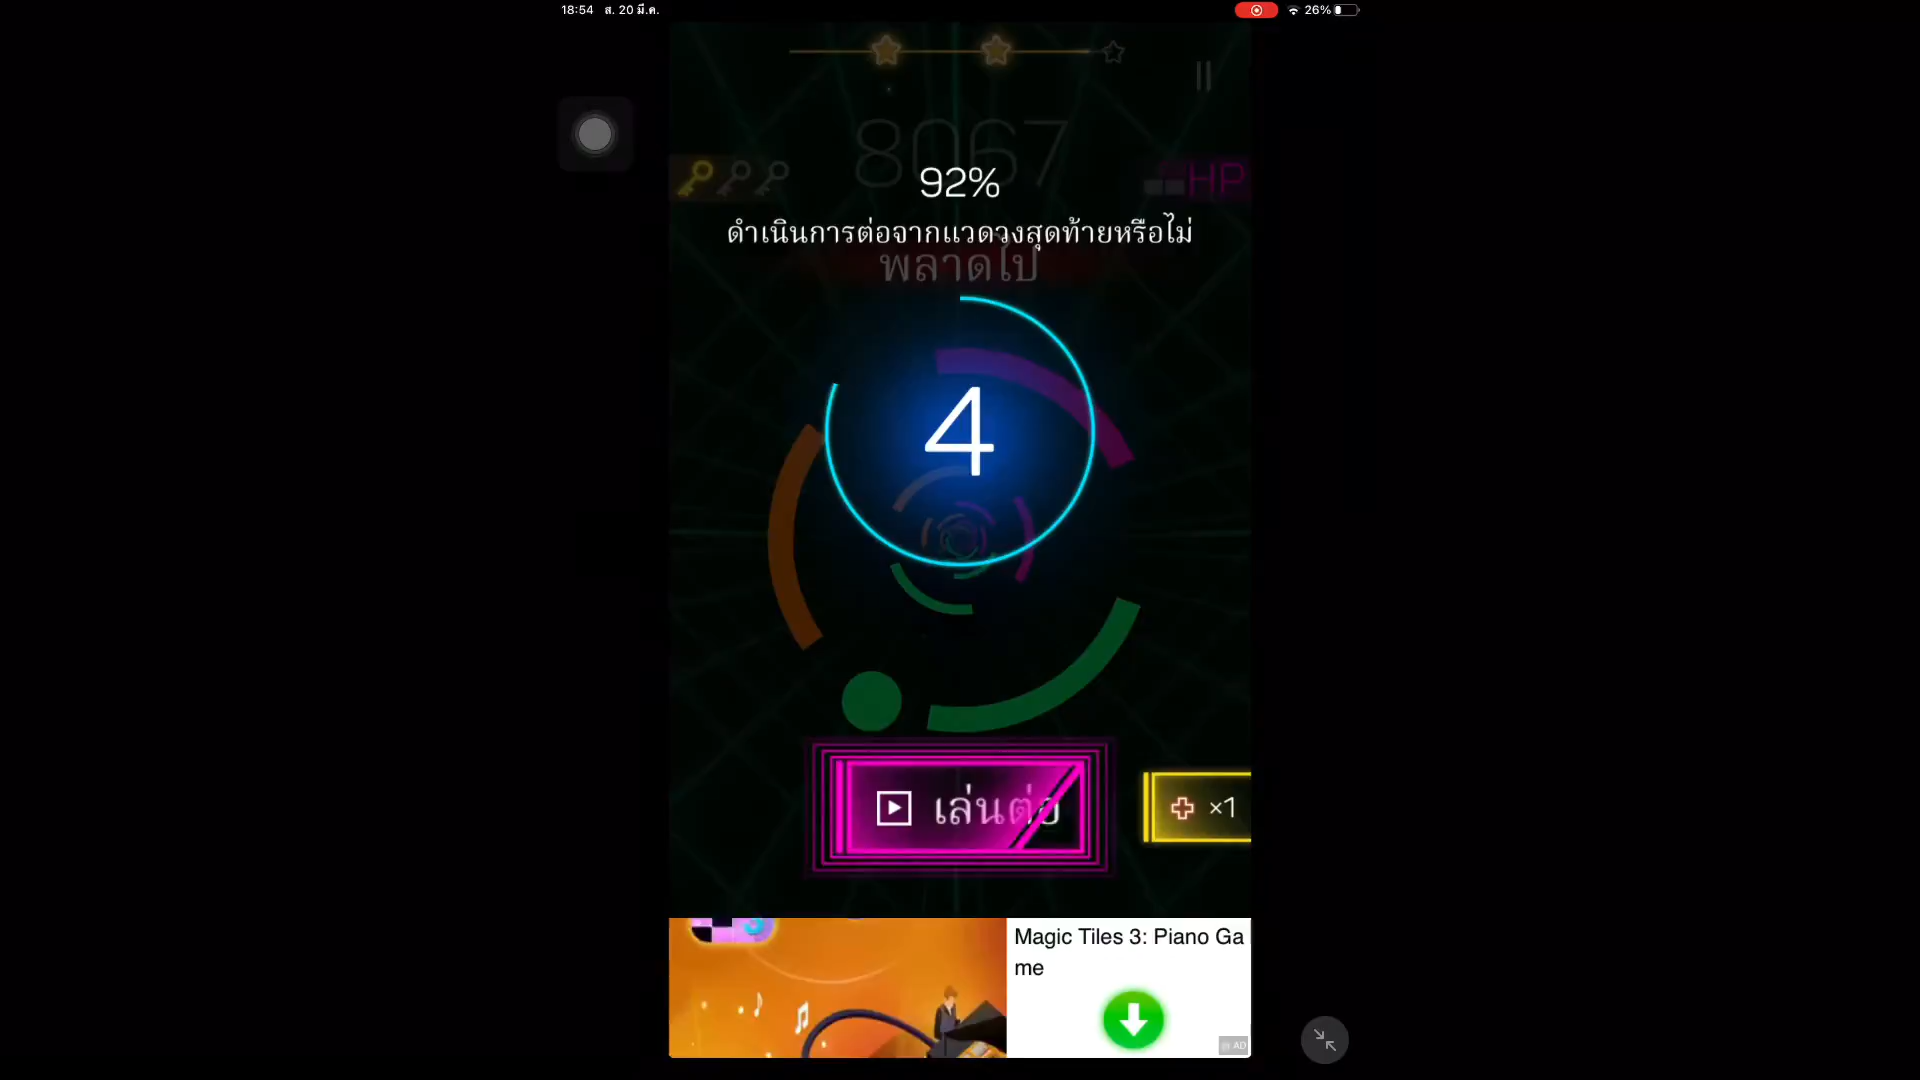 18:54 ส. 20 มี.ค.
26%
8067
HP
92%
ดำเนินการต่อจากแวดวงสุดท้ายหรือไม่
พลาดไป
4
เล่นต่อ
×1
3
Magic Tiles 3: Piano Ga
me
AD